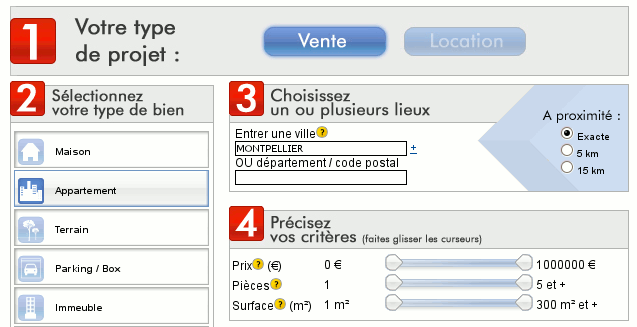 1 Votre type
de projet :
Vente
Location
2 Sélectionnez
votre type de bien
Maison
Appartement
Terrain
Parking / Box
Immeuble
3 Choisissez
un ou plusieurs lieux
Entrer une ville ?
MONTPELLIER +
OU département / code postal
A proximité :
Exacte
5 km
15 km
4 Précisez
vos critères (faites glisser les curseurs)
Prix ? (€) 0 € 1000000 €
Pièces ? 1 5 et +
Surface ? (m²) 1 m² 300 m² et +